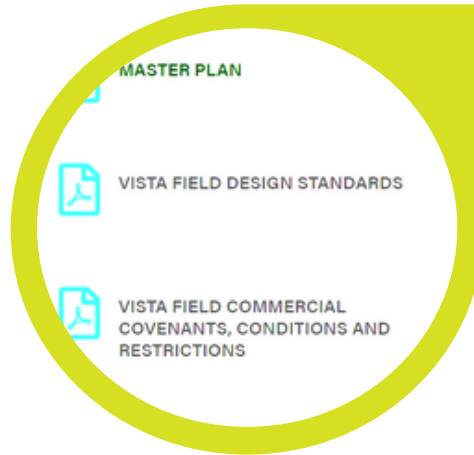 MASTER PLAN
VISTA FIELD DESIGN STANDARDS
VISTA FIELD COMMERCIAL
COVENANTS, CONDITIONS AND
RESTRICTIONS